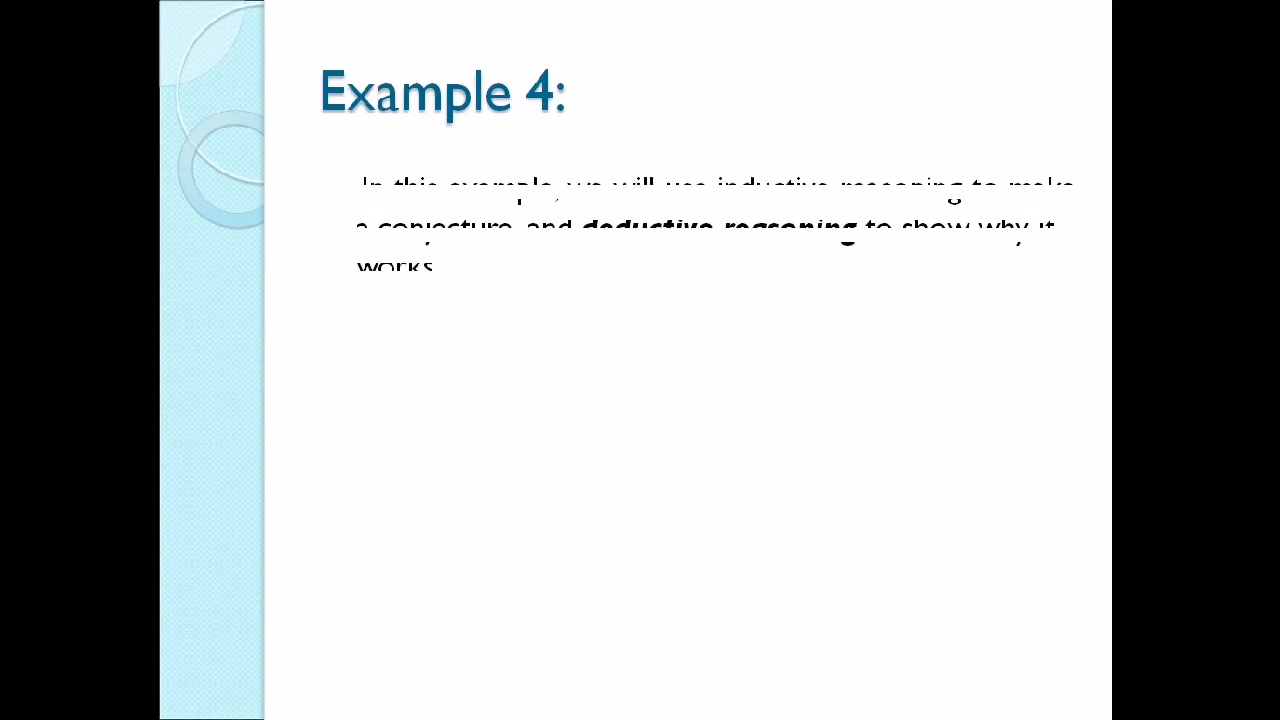 Example 4:
In this example, we will use inductive reasoning to make
a conjecture and deductive reasoning to show why it
works